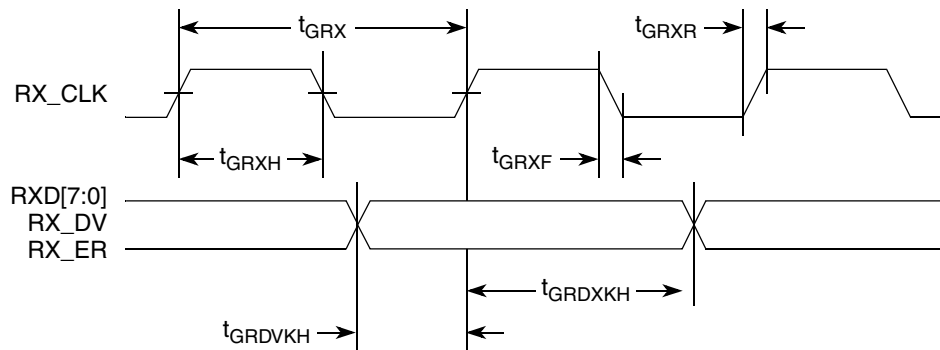 tGRX
tGRXR
RX_CLK
tGRXH
tGRXF
RXD[7:0]
RX_DV
RX_ER
tGRDXKH
tGRDVKH